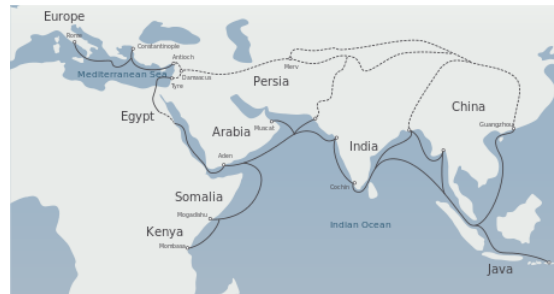 Europe
Rome
Constantinople
Antioch
Mediterranean Sea
Damascus
Tyre
Merv
Persia
China
Egypt
Guangzhou
Arabia
Muscat
India
Aden
Cochin
Somalia
Mogadishu
Indian Ocean
Kenya
Mombasa
Java